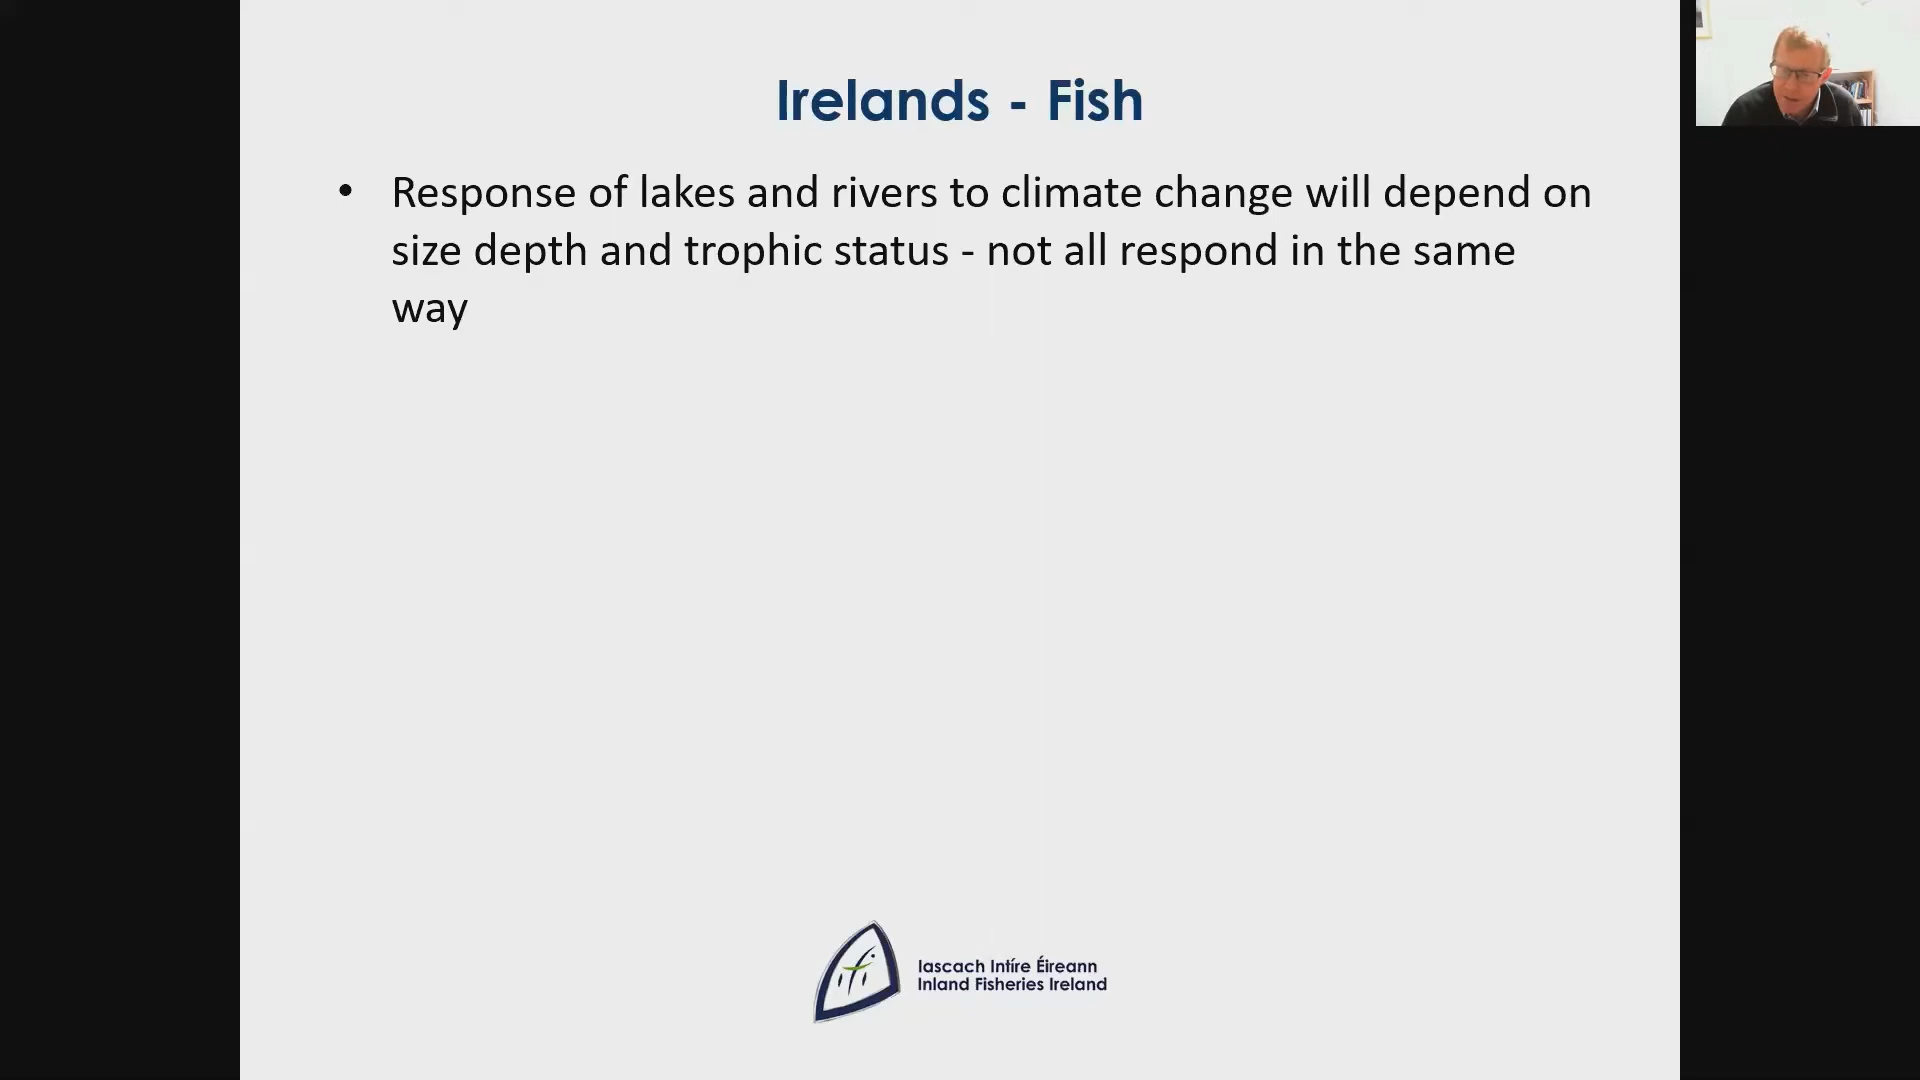 Irelands - Fish
• Response of lakes and rivers to climate change will depend on
size depth and trophic status - not all respond in the same
way
Iascach Intíre Éireann
Inland Fisheries Ireland